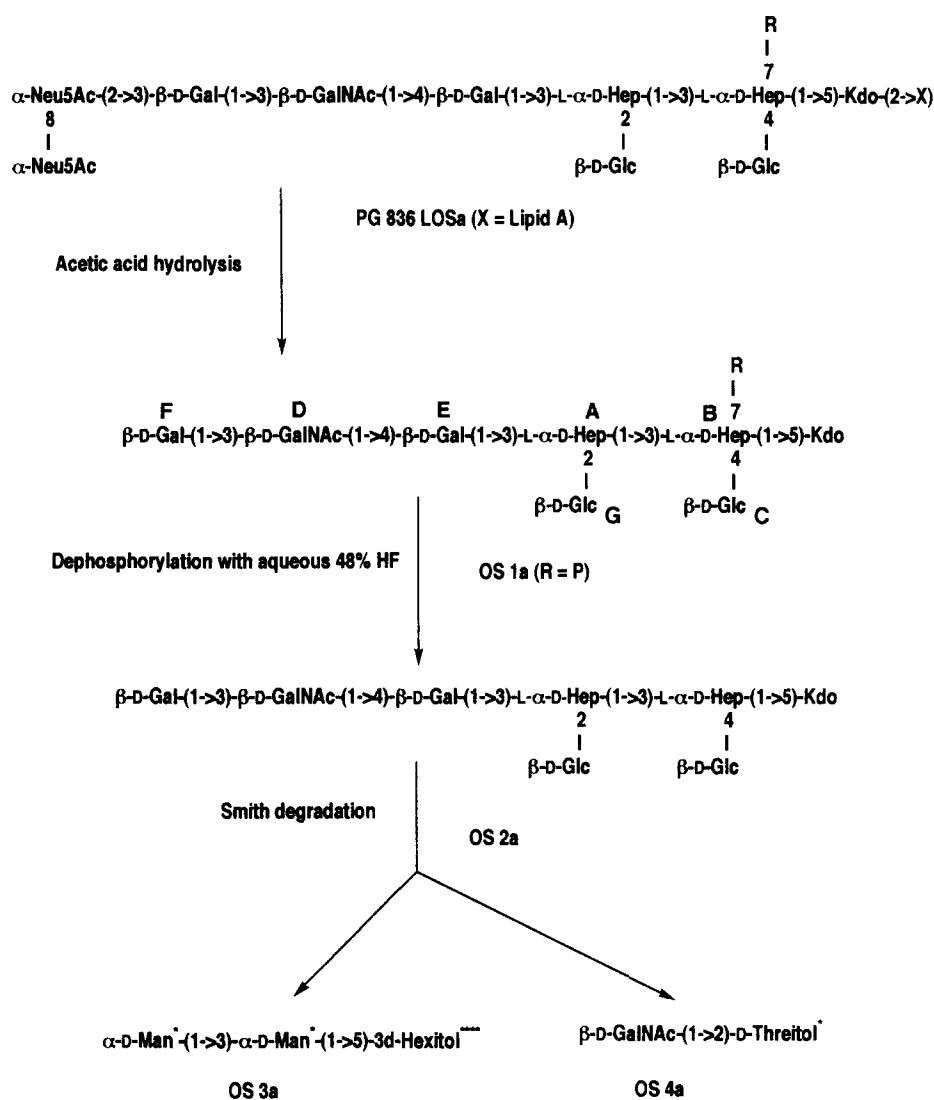 R
7
α-Neu5Ac-(2->3)-β-D-Gal-(1->3)-β-D-GalNAc-(1->4)-β-D-Gal-(1->3)-L-α-D-Hep-(1->3)-L-α-D-Hep-(1->5)-Kdo-(2->X)
8 2 4
α-Neu5Ac β-D-Glc β-D-Glc
PG 836 LOSa (X = Lipid A)
Acetic acid hydrolysis
R
F D E A B 7
β-D-Gal-(1->3)-β-D-GalNAc-(1->4)-β-D-Gal-(1->3)-L-α-D-Hep-(1->3)-L-α-D-Hep-(1->5)-Kdo
2 4
β-D-Glc G β-D-Glc C
Dephosphorylation with aqueous 48% HF
OS 1a (R = P)
β-D-Gal-(1->3)-β-D-GalNAc-(1->4)-β-D-Gal-(1->3)-L-α-D-Hep-(1->3)-L-α-D-Hep-(1->5)-Kdo
2 4
β-D-Glc β-D-Glc
Smith degradation
OS 2a
α-D-Man*-(1->3)-α-D-Man*-(1->5)-3d-Hexitol**** β-D-GalNAc-(1->2)-D-Threitol*
OS 3a OS 4a